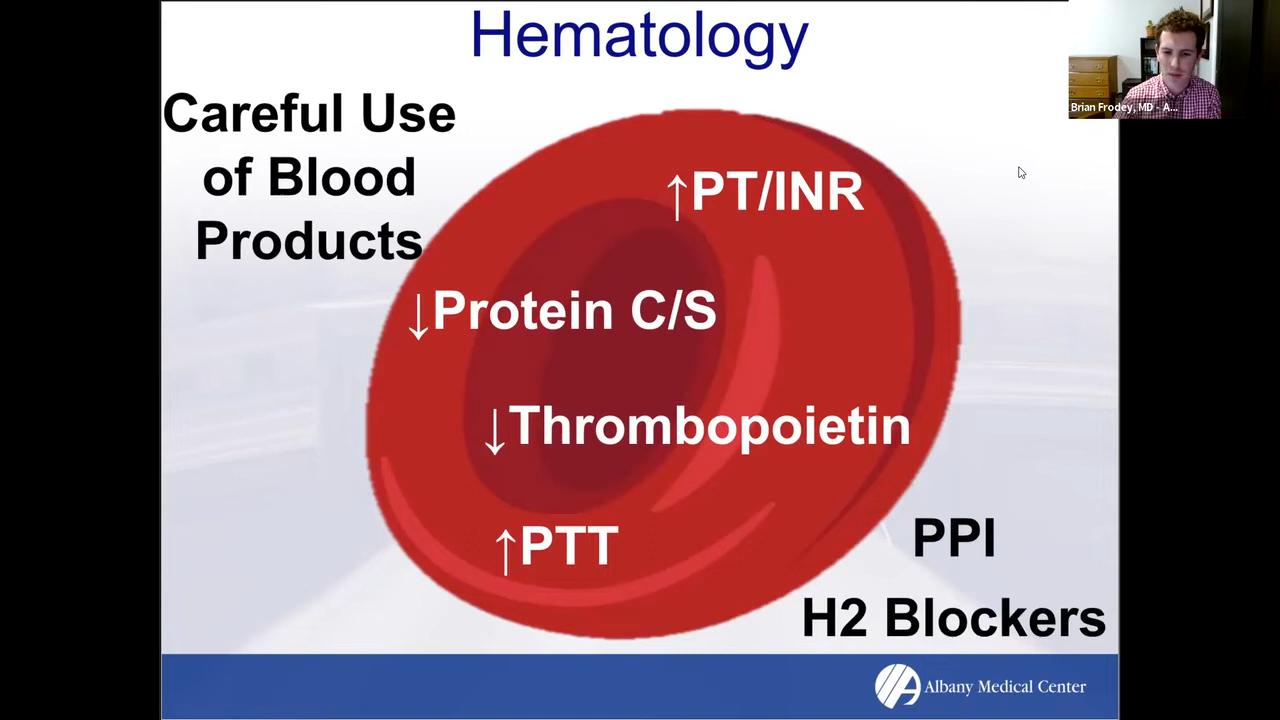 Hematology
Brian Frodey, MD - A...
Careful Use
of Blood
Products
↑PT/INR
↓Protein C/S
↓Thrombopoietin
↑PTT
PPI
H2 Blockers
Albany Medical Center